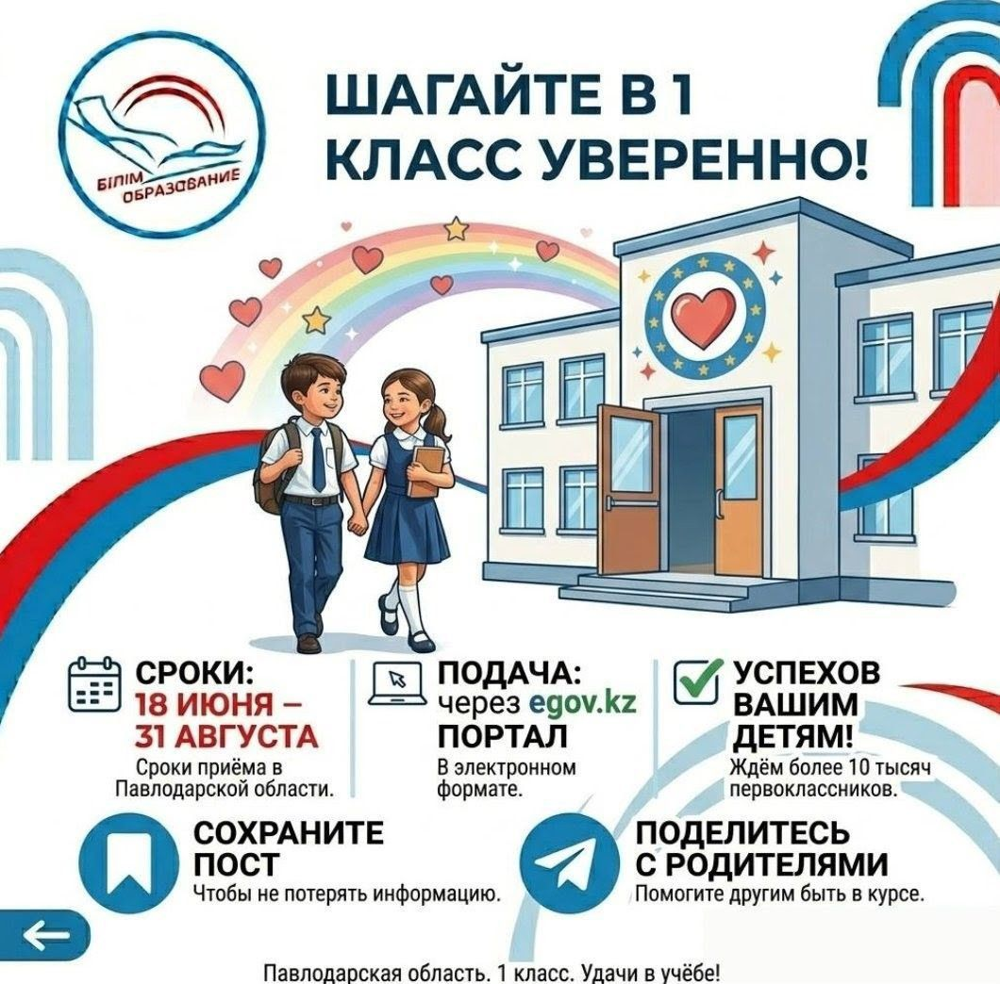 БІЛІМ
ОБРАЗОВАНИЕ
ШАГАЙТЕ В 1
КЛАСС УВЕРЕННО!
СРОКИ:
18 ИЮНЯ –
31 АВГУСТА
Сроки приёма в
Павлодарской области.
ПОДАЧА:
через egov.kz
ПОРТАЛ
В электронном
формате.
УСПЕХОВ
ВАШИМ
ДЕТЯМ!
Ждём более 10 тысяч
первоклассников.
СОХРАНИТЕ
ПОСТ
Чтобы не потерять информацию.
ПОДЕЛИТЕСЬ
С РОДИТЕЛЯМИ
Помогите другим быть в курсе.
Павлодарская область. 1 класс. Удачи в учёбе!